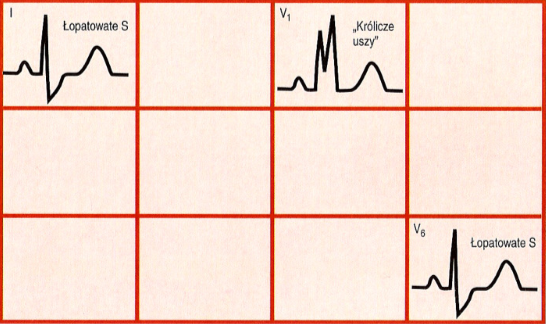 I
Łopatowate S
V1
„Królicze
uszy”
V6
Łopatowate S